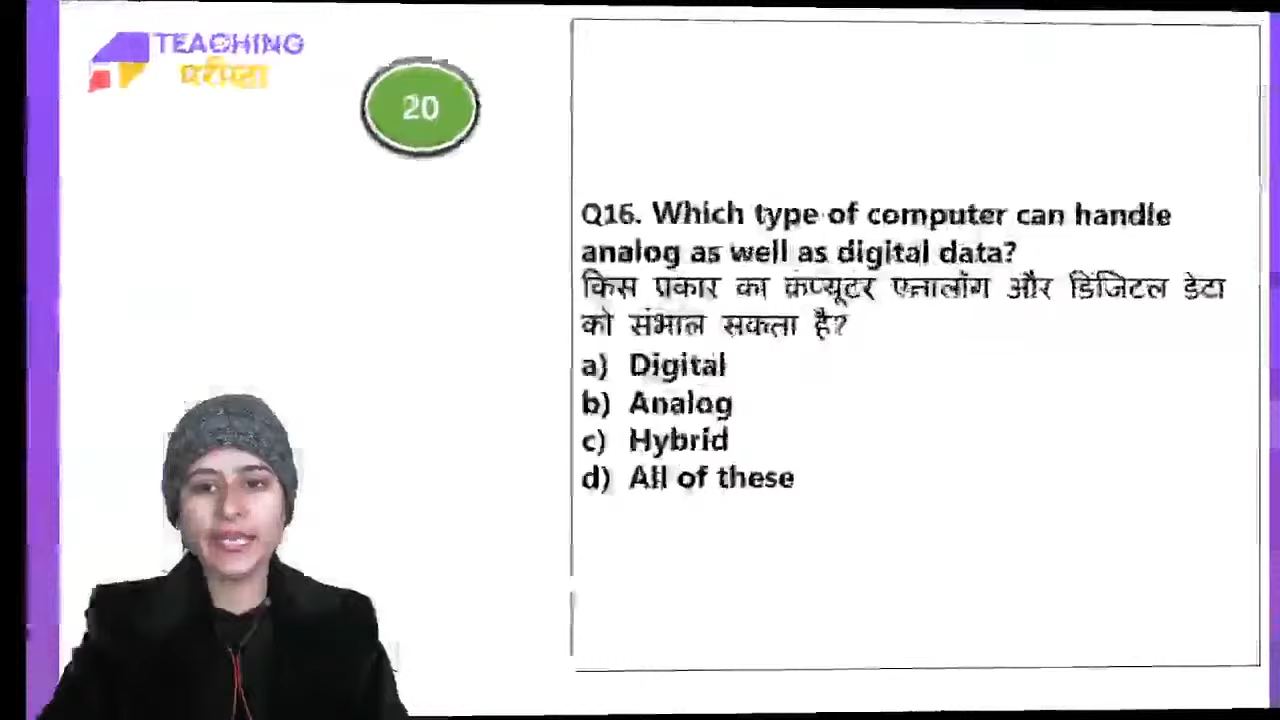 TEACHING
परीक्षा
20
Q16. Which type of computer can handle
analog as well as digital data?
किस प्रकार का कंप्यूटर एनालॉग और डिजिटल डेटा
को संभाल सकता है?
a) Digital
b) Analog
c) Hybrid
d) All of these